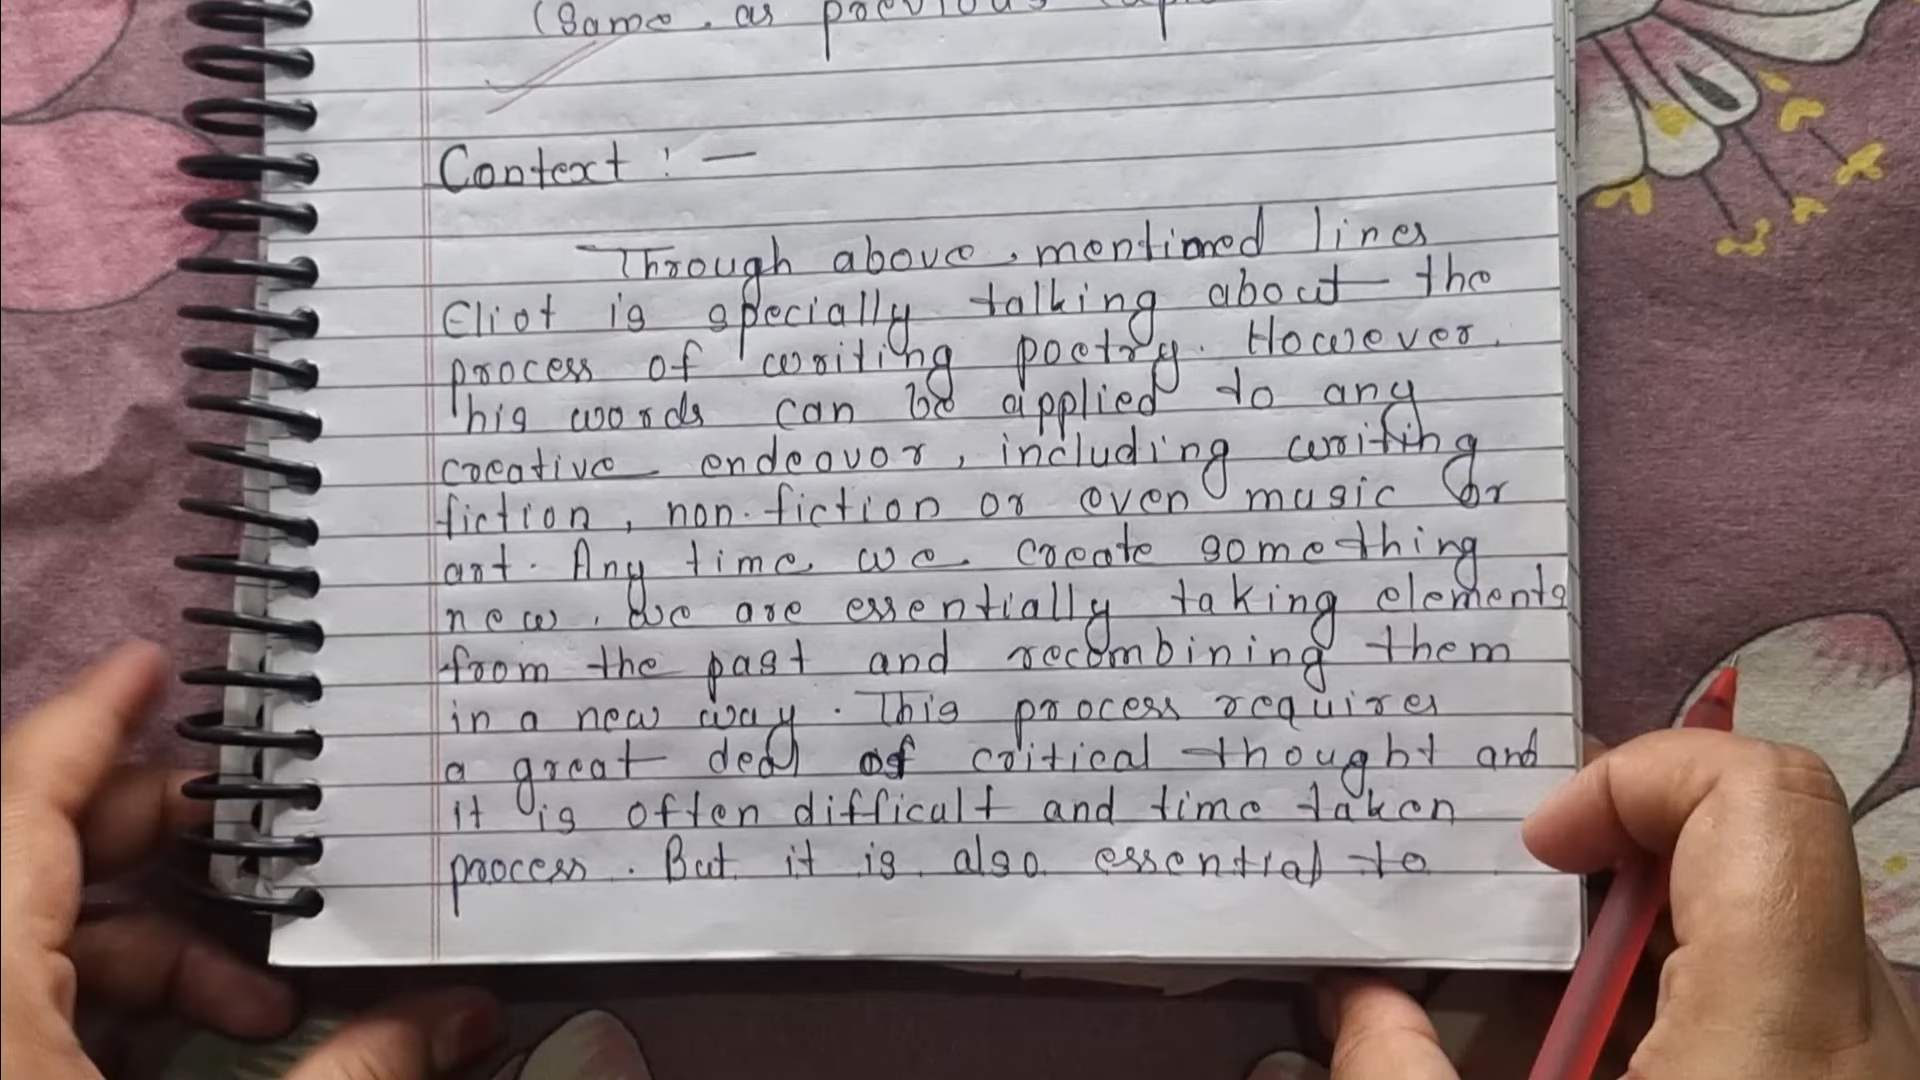 (Same as previous
Context : —
Through above mentioned lines
Eliot is specially talking about the
process of writing poetry. However,
his words can be applied to any
creative endeavor, including writing
fiction, non-fiction or even music or
art. Any time we create something
new, we are essentially taking elements
from the past and recombining them
in a new way. This process requires
a great deal of critical thought and
it is often difficult and time taken
process. But it is also essential to